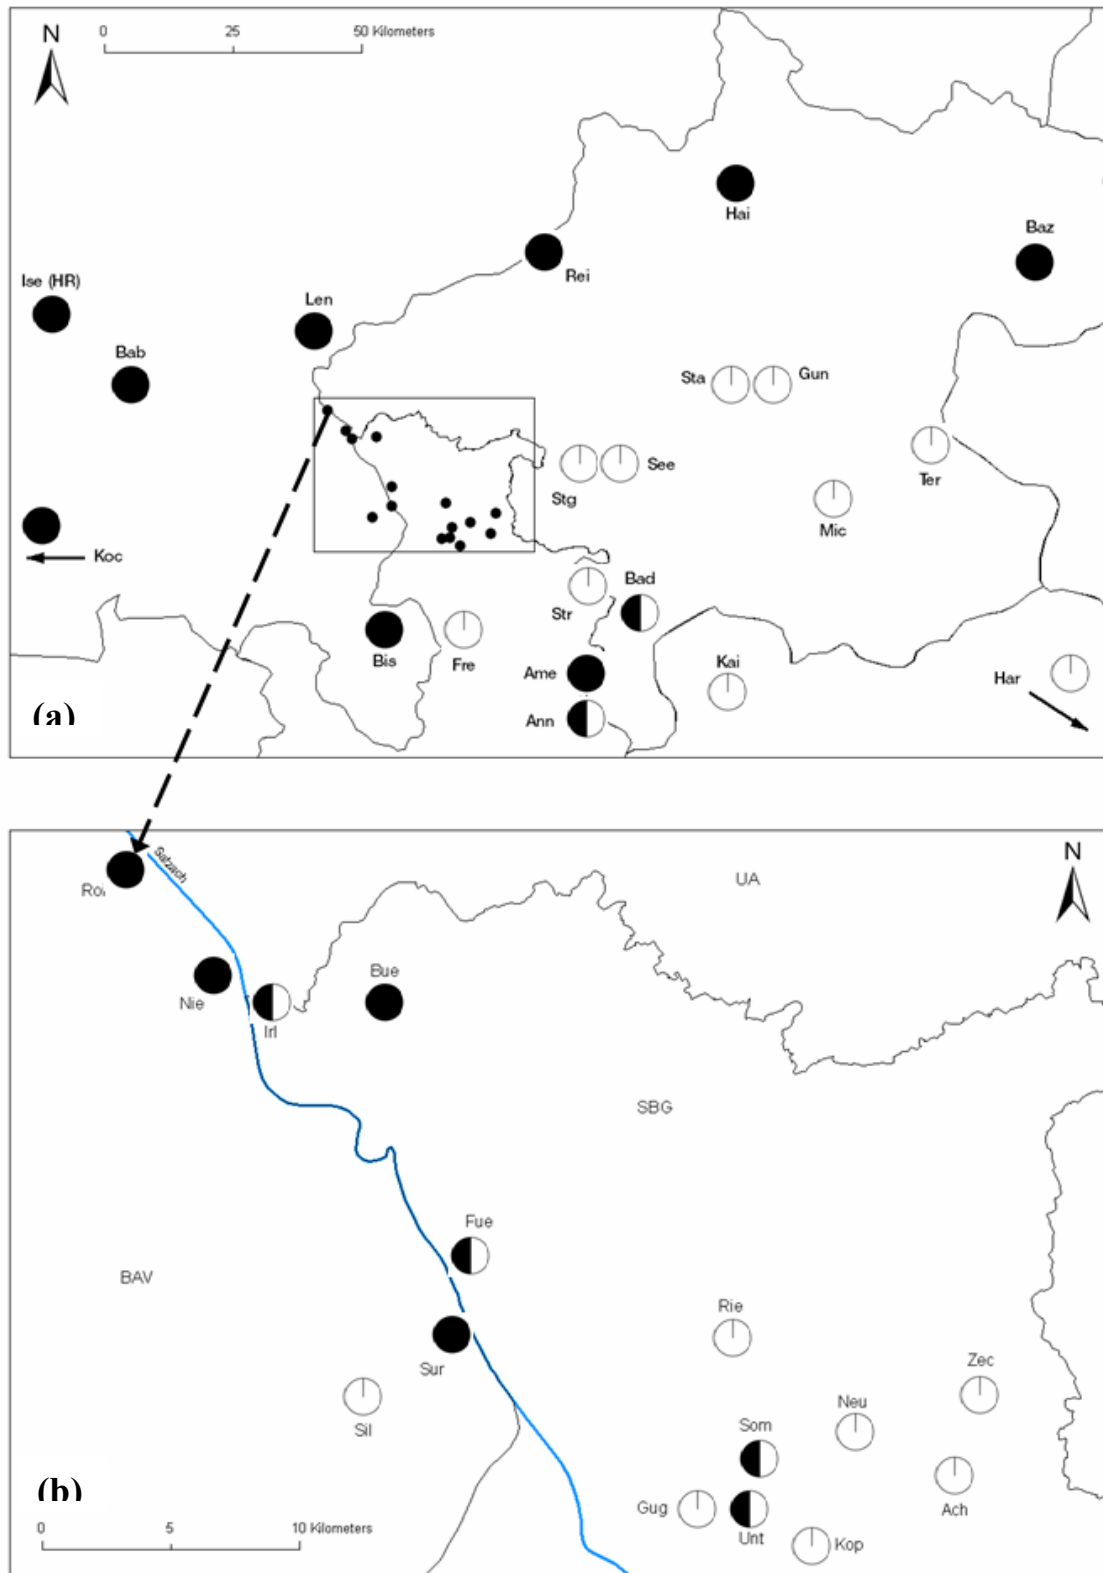 N
0 25 50 Kilometers
Hai
Baz
Rei
Ise (HR)
Len
Bab
Sta
Gun
See
Stg
Ter
Mic
Koc
Bad
Str
Bis
Fre
Kai
Ame
Har
Ann
(a)
N
Salzach
UA
Roi
Bue
Nie
Irl
SBG
Fue
BAV
Rie
Sur
Zec
Neu
Sil
Som
Gug
Ach
Unt
Kop
(b)
0 5 10 Kilometers